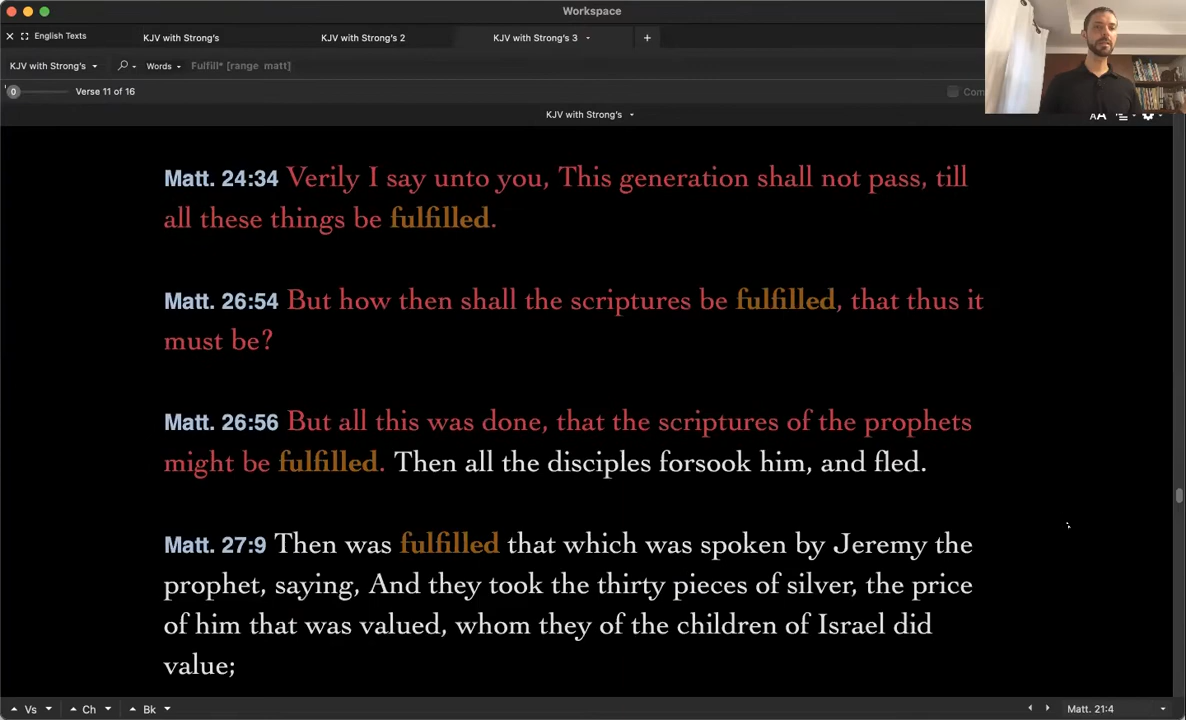 Workspace
English Texts
KJV with Strong's
KJV with Strong's 2
KJV with Strong's 3
KJV with Strong's
Words
Fulfill* [range matt]
0
Verse 11 of 16
Com
KJV with Strong's
AA
Matt. 24:34 Verily I say unto you, This generation shall not pass, till
all these things be fulfilled.
Matt. 26:54 But how then shall the scriptures be fulfilled, that thus it
must be?
Matt. 26:56 But all this was done, that the scriptures of the prophets
might be fulfilled. Then all the disciples forsook him, and fled.
Matt. 27:9 Then was fulfilled that which was spoken by Jeremy the
prophet, saying, And they took the thirty pieces of silver, the price
of him that was valued, whom they of the children of Israel did
value;
Vs
Ch
Bk
Matt. 21:4